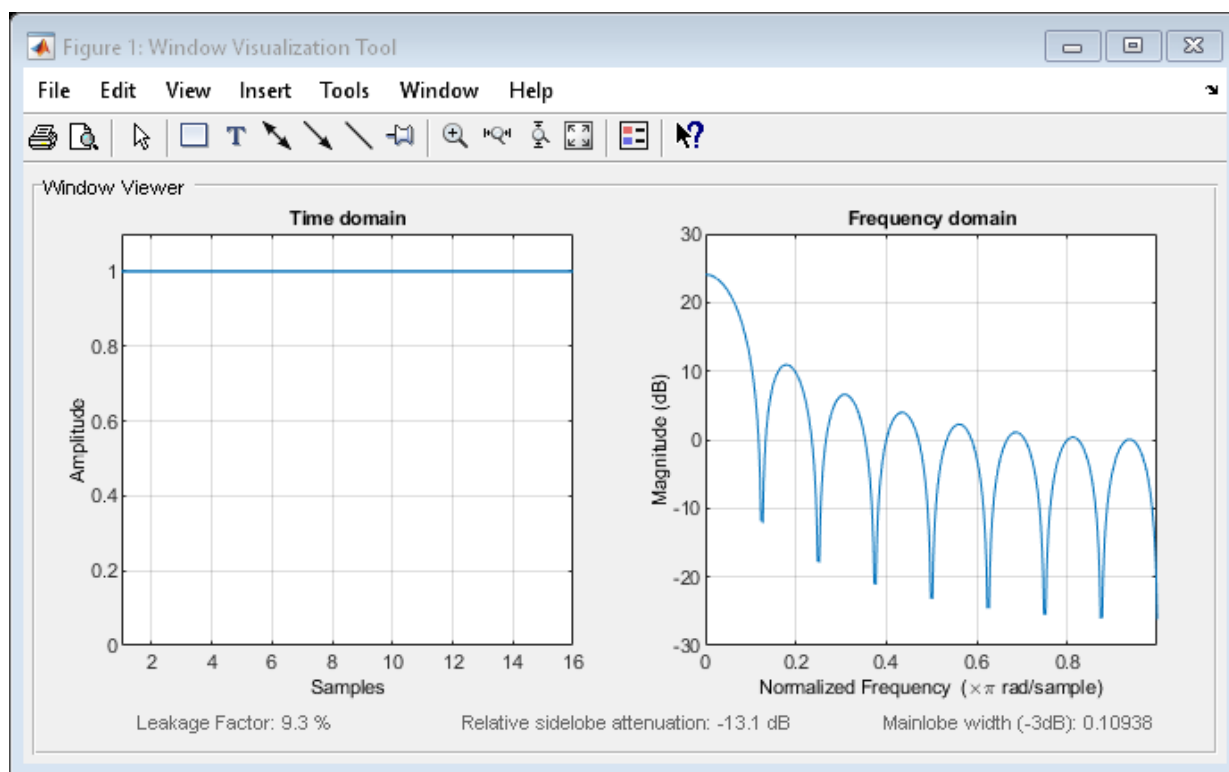 Figure 1: Window Visualization Tool
File Edit View Insert Tools Window Help
T
?
Window Viewer
Time domain
1
0.8
0.6
0.4
0.2
0
Amplitude
2 4 6 8 10 12 14 16
Samples
Frequency domain
30
20
10
0
-10
-20
-30
Magnitude (dB)
0 0.2 0.4 0.6 0.8
Normalized Frequency (×π rad/sample)
Leakage Factor: 9.3 %
Relative sidelobe attenuation: -13.1 dB
Mainlobe width (-3dB): 0.10938